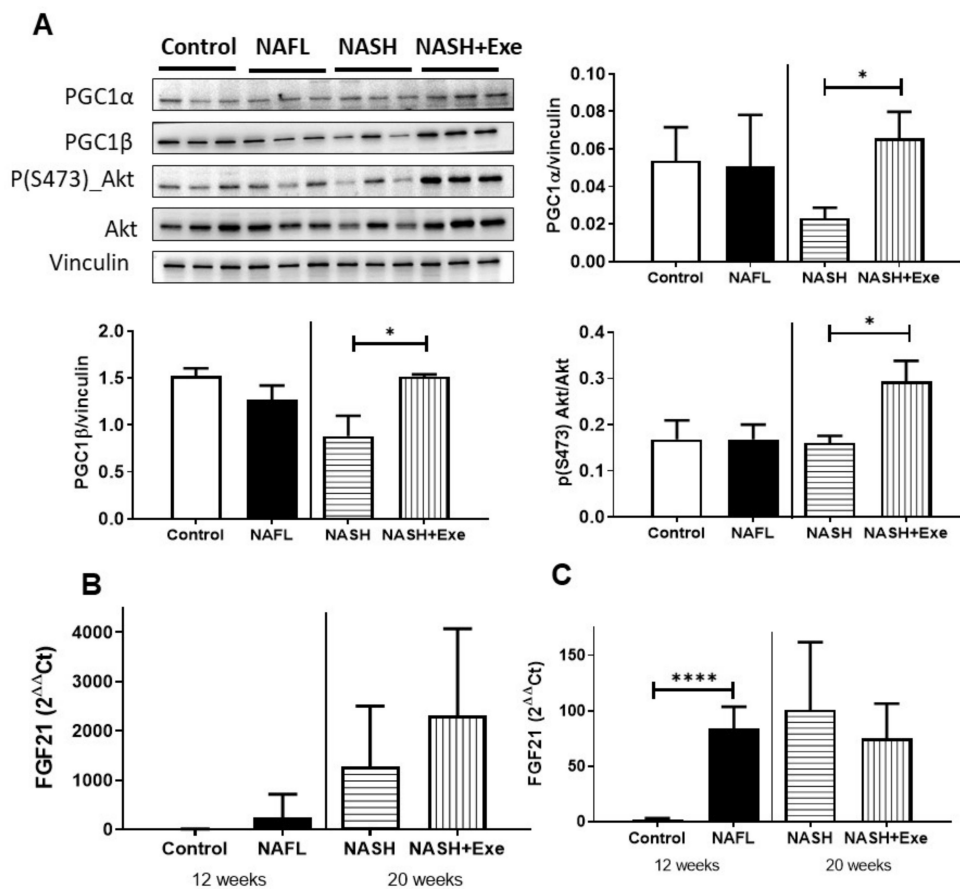 A
Control NAFL NASH NASH+Exe
PGC1α
PGC1β
P(S473)_Akt
Akt
Vinculin
PGC1α/vinculin
0.10
0.08
0.06
0.04
0.02
0.00
*
Control NAFL NASH NASH+Exe
PGC1β/vinculin
2.0
1.5
1.0
0.5
0.0
*
Control NAFL NASH NASH+Exe
p(S473) Akt/Akt
0.4
0.3
0.2
0.1
0.0
*
Control NAFL NASH NASH+Exe
B
FGF21 (2^ΔΔCt)
4000
3000
2000
1000
0
Control NAFL NASH NASH+Exe
12 weeks 20 weeks
C
FGF21 (2^ΔΔCt)
150
100
50
0
****
Control NAFL NASH NASH+Exe
12 weeks 20 weeks